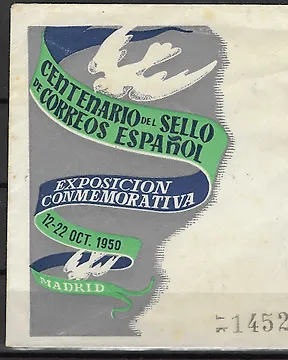 CENTENARIO DEL SELLO
DE CORREOS ESPAÑOL
EXPOSICION
CONMEMORATIVA
12-22 OCT. 1950
MADRID
1452